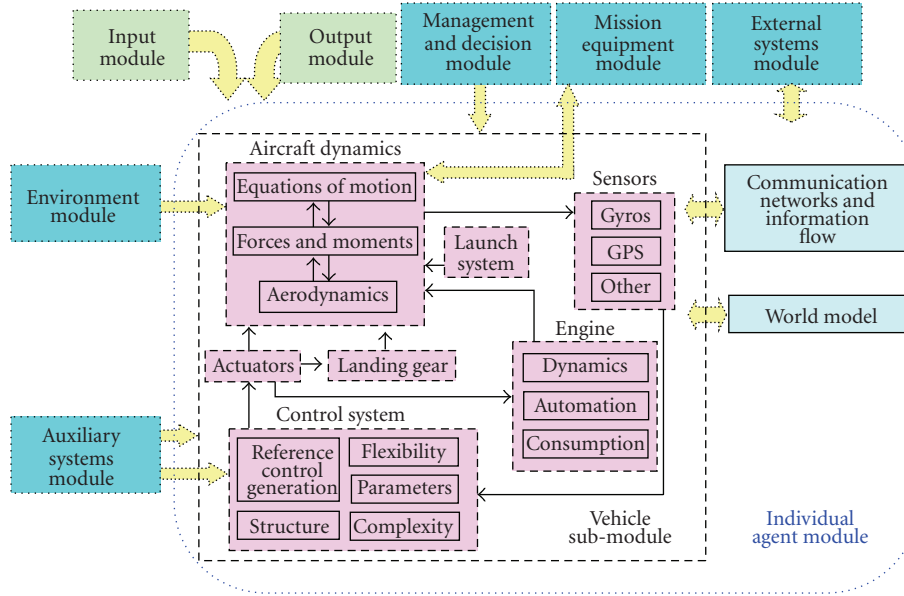 Input
module
Output
module
Management
and decision
module
Mission
equipment
module
External
systems
module
Aircraft dynamics
Equations of motion
Forces and moments
Aerodynamics
Environment
module
Launch
system
Sensors
Gyros
GPS
Other
Communication
networks and
information
flow
World model
Engine
Dynamics
Automation
Consumption
Actuators
Landing gear
Control system
Reference
control
generation
Flexibility
Parameters
Structure
Complexity
Auxiliary
systems
module
Vehicle
sub-module
Individual
agent module